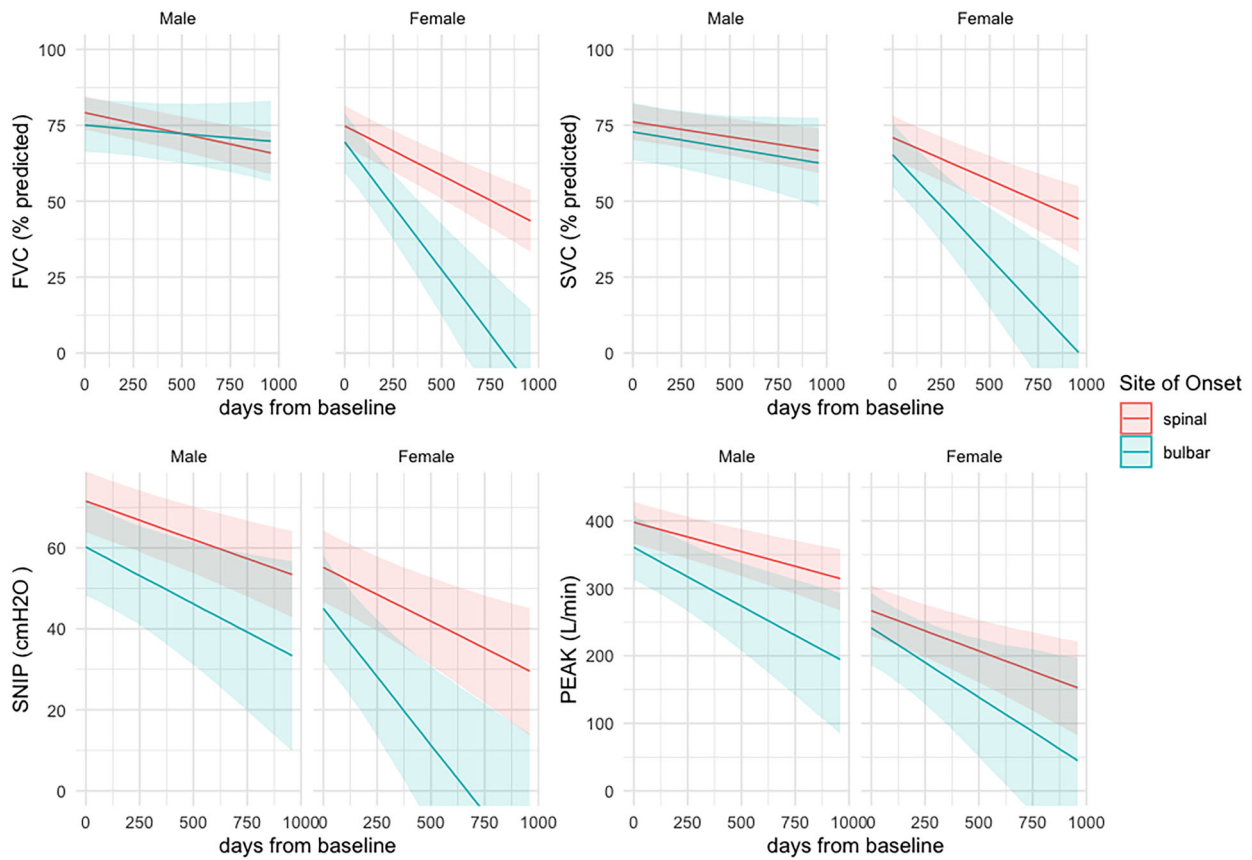 Male Female
FVC (% predicted)
100
75
50
25
0
0 250 500 750 1000 0 250 500 750 1000
days from baseline
Male Female
SVC (% predicted)
100
75
50
25
0
0 250 500 750 1000 0 250 500 750 1000
days from baseline
Site of Onset
spinal
bulbar
Male Female
SNIP (cmH2O )
60
40
20
0
0 250 500 750 1000 0 250 500 750 1000
days from baseline
Male Female
PEAK (L/min)
400
300
200
100
0
0 250 500 750 1000 0 250 500 750 1000
days from baseline